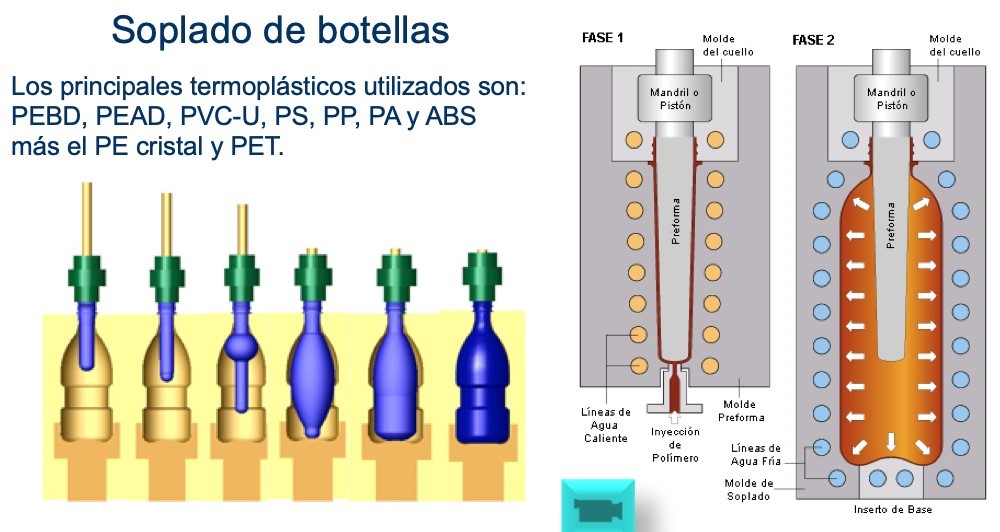 Soplado de botellas
Los principales termoplásticos utilizados son:
PEBD, PEAD, PVC-U, PS, PP, PA y ABS
más el PE cristal y PET.
FASE 1
Molde
del cuello
Mandril o
Pistón
Preforma
Líneas de
Agua
Caliente
Inyección
de
Polímero
Molde
Preforma
FASE 2
Molde
del cuello
Mandril o
Pistón
Preforma
Líneas de
Agua Fría
Molde de
Soplado
Inserto de Base